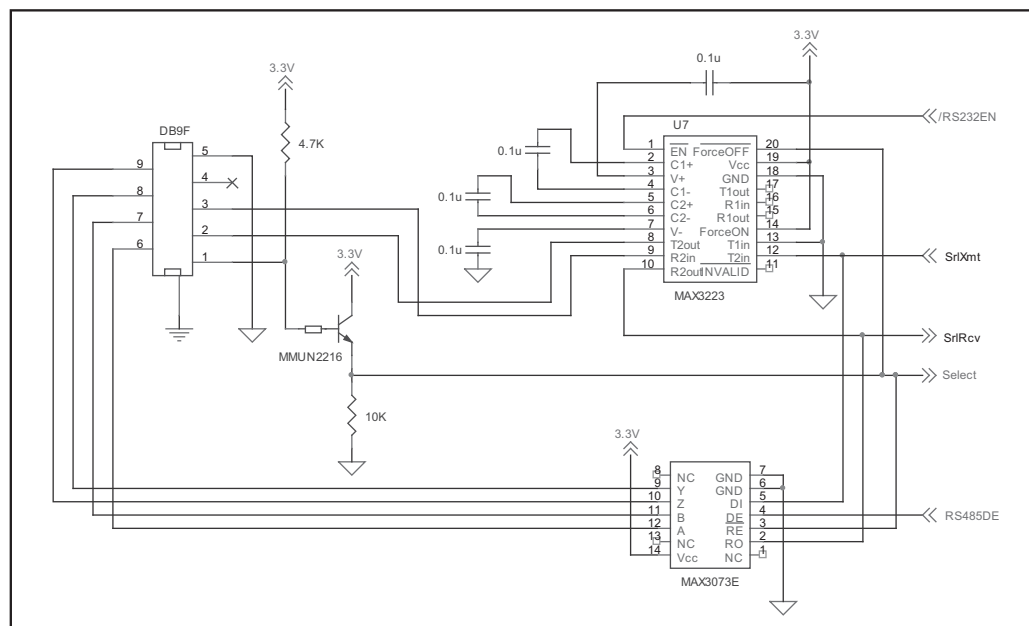 3.3V
0.1u
3.3V
/RS232EN
DB9F
4.7K
U7
9
8
7
6
5
4
3
2
1
0.1u
0.1u
0.1u
1 EN ForceOFF 20
2 C1+ Vcc 19
3 V+ GND 18
4 C1- T1out 17
5 C2+ R1in 16
6 C2- R1out 15
7 V- ForceON 14
8 T2out T1in 13
9 R2in T2in 12
10 R2out INVALID 11
MAX3223
SrlXmt
3.3V
MMUN2216
SrlRcv
Select
10K
3.3V
8 NC GND 7
9 Y GND 6
10 Z DI 5
11 B DE 4
12 A RE 3
13 NC RO 2
14 Vcc NC 1
RS485DE
MAX3073E